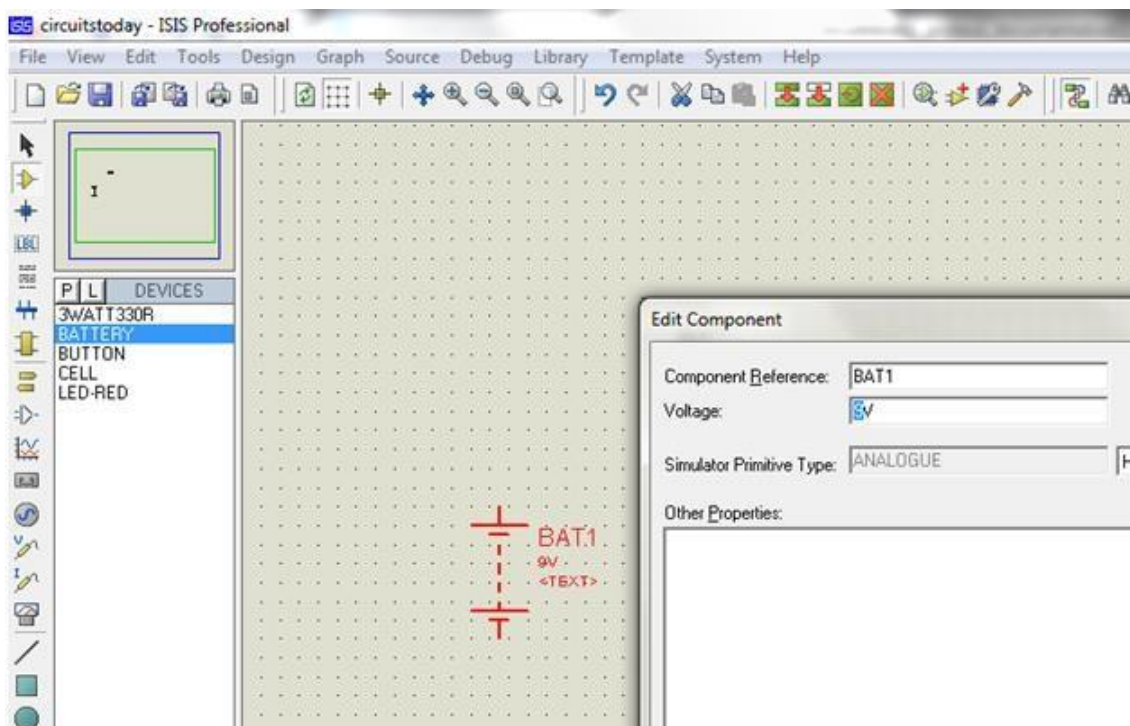 ISIS circuitstoday - ISIS Professional
File View Edit Tools Design Graph Source Debug Library Template System Help
LBL
P L DEVICES
3WATT330R
BATTERY
BUTTON
CELL
LED-RED
BAT1
9V
<TEXT>
Edit Component
Component Reference: BAT1
Voltage: 9V
Simulator Primitive Type: ANALOGUE
Other Properties: